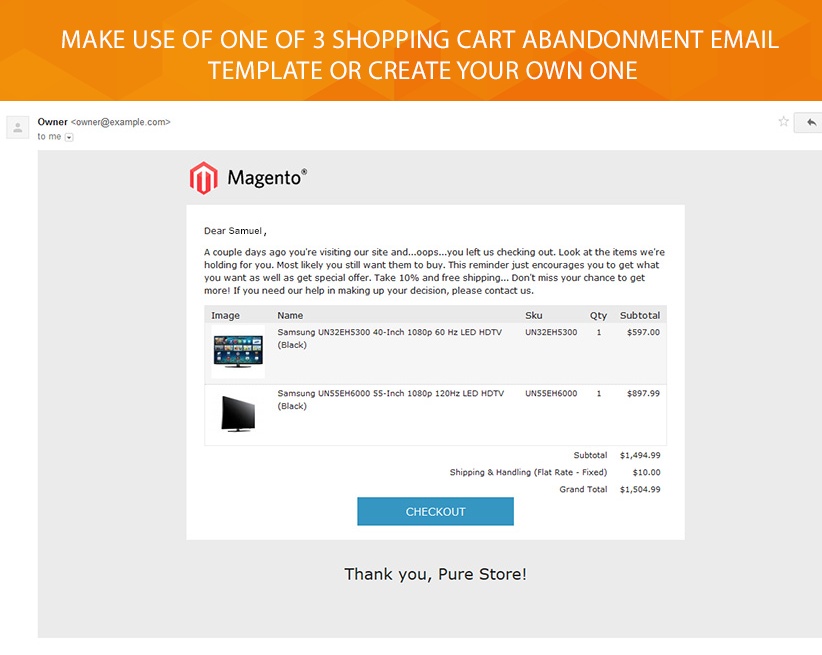 MAKE USE OF ONE OF 3 SHOPPING CART ABANDONMENT EMAIL
TEMPLATE OR CREATE YOUR OWN ONE
Owner <owner@example.com>
to me
Magento®
Dear Samuel,
A couple days ago you're visiting our site and...oops...you left us checking out. Look at the items we're
holding for you. Most likely you still want them to buy. This reminder just encourages you to get what
you want as well as get special offer. Take 10% and free shipping... Don't miss your chance to get
more! If you need our help in making up your decision, please contact us.
Image Name Sku Qty Subtotal
Samsung UN32EH5300 40-Inch 1080p 60 Hz LED HDTV UN32EH5300 1 $597.00
(Black)
Samsung UN55EH6000 55-Inch 1080p 120Hz LED HDTV UN55EH6000 1 $897.99
(Black)
Subtotal $1,494.99
Shipping & Handling (Flat Rate - Fixed) $10.00
Grand Total $1,504.99
CHECKOUT
Thank you, Pure Store!